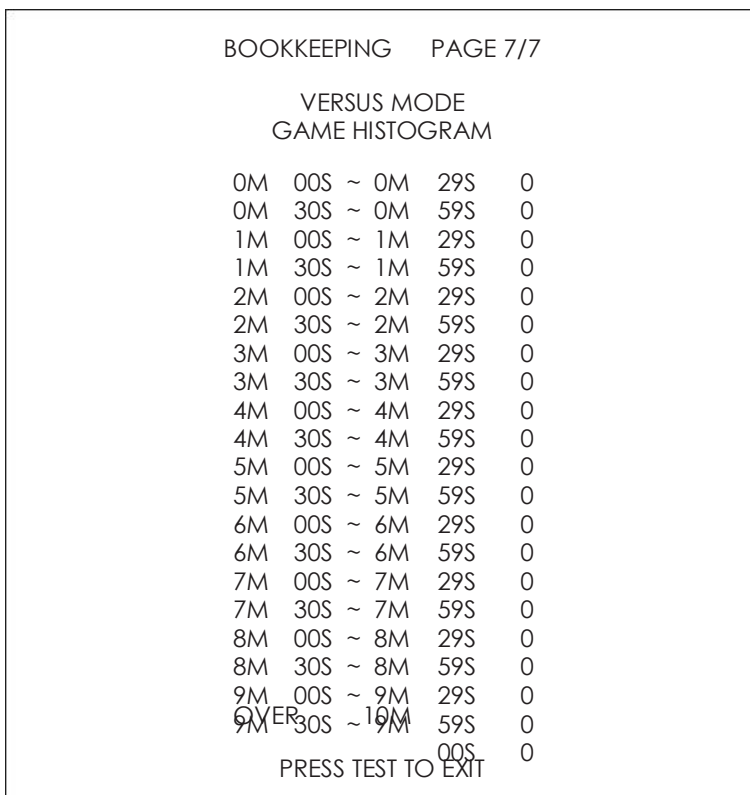 BOOKKEEPING PAGE 7/7
VERSUS MODE
GAME HISTOGRAM
0M 00S ~ 0M 29S 0
0M 30S ~ 0M 59S 0
1M 00S ~ 1M 29S 0
1M 30S ~ 1M 59S 0
2M 00S ~ 2M 29S 0
2M 30S ~ 2M 59S 0
3M 00S ~ 3M 29S 0
3M 30S ~ 3M 59S 0
4M 00S ~ 4M 29S 0
4M 30S ~ 4M 59S 0
5M 00S ~ 5M 29S 0
5M 30S ~ 5M 59S 0
6M 00S ~ 6M 29S 0
6M 30S ~ 6M 59S 0
7M 00S ~ 7M 29S 0
7M 30S ~ 7M 59S 0
8M 00S ~ 8M 29S 0
8M 30S ~ 8M 59S 0
9M 00S ~ 9M 29S 0
9M 30S ~ 9M 59S 0
OVER 10M 00S 0
PRESS TEST TO EXIT